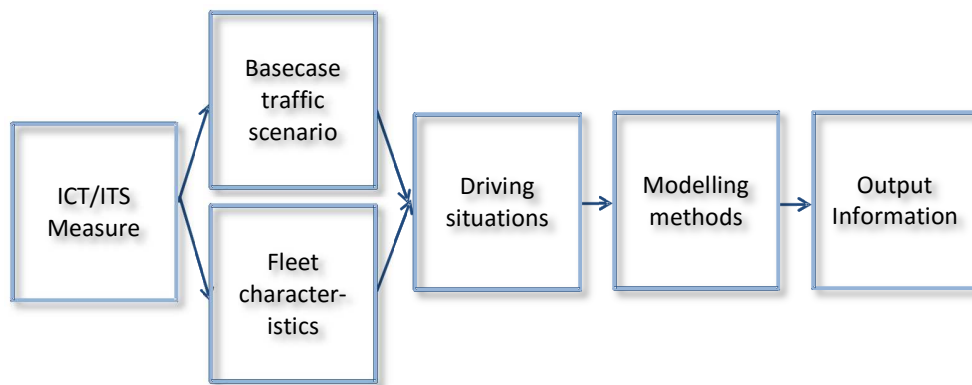 ICT/ITS
Measure
Basecase
traffic
scenario
Fleet
character-
istics
Driving
situations
Modelling
methods
Output
Information